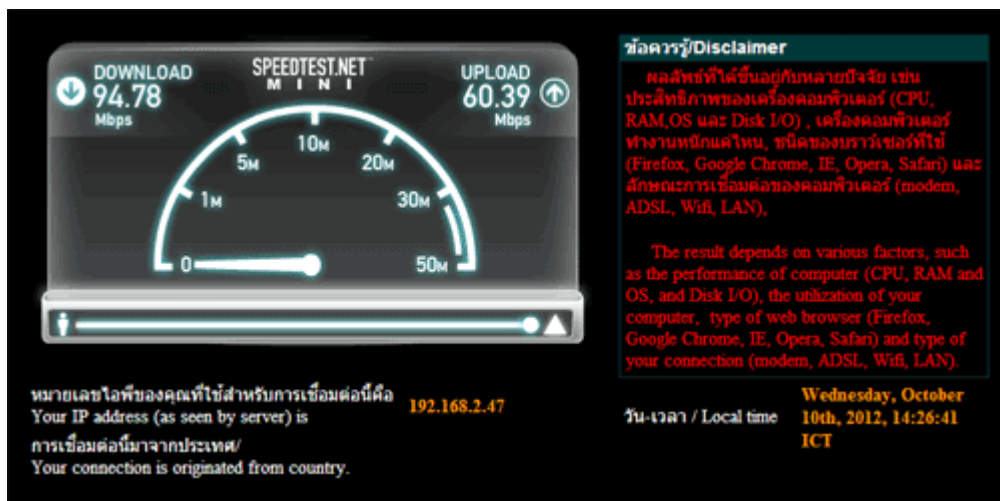 DOWNLOAD
94.78
Mbps
SPEEDTEST.NET
MINI
UPLOAD
60.39
Mbps
0
1M
5M
10M
20M
30M
50M
หมายเลขไอพีของคุณที่ใช้สำหรับการเชื่อมต่อนี้คือ
Your IP address (as seen by server) is
192.168.2.47
การเชื่อมต่อนี้มาจากประเทศ/
Your connection is originated from country.
ข้อควรรู้/Disclaimer
ผลลัพธ์ที่ได้ขึ้นอยู่กับหลายปัจจัย เช่น
ประสิทธิภาพของเครื่องคอมพิวเตอร์ (CPU,
RAM,OS และ Disk I/O) , เครื่องคอมพิวเตอร์
ทำงานหนักแค่ไหน, ชนิดของบราว์เซอร์ที่ใช้
(Firefox, Google Chrome, IE, Opera, Safari) และ
ลักษณะการเชื่อมต่อของคอมพิวเตอร์ (modem,
ADSL, Wifi, LAN),
The result depends on various factors, such
as the performance of computer (CPU, RAM and
OS, and Disk I/O), the utilization of your
computer, type of web browser (Firefox,
Google Chrome, IE, Opera, Safari) and type of
your connection (modem, ADSL, Wifi, LAN).
วัน-เวลา / Local time
Wednesday, October
10th, 2012, 14:26:41
ICT